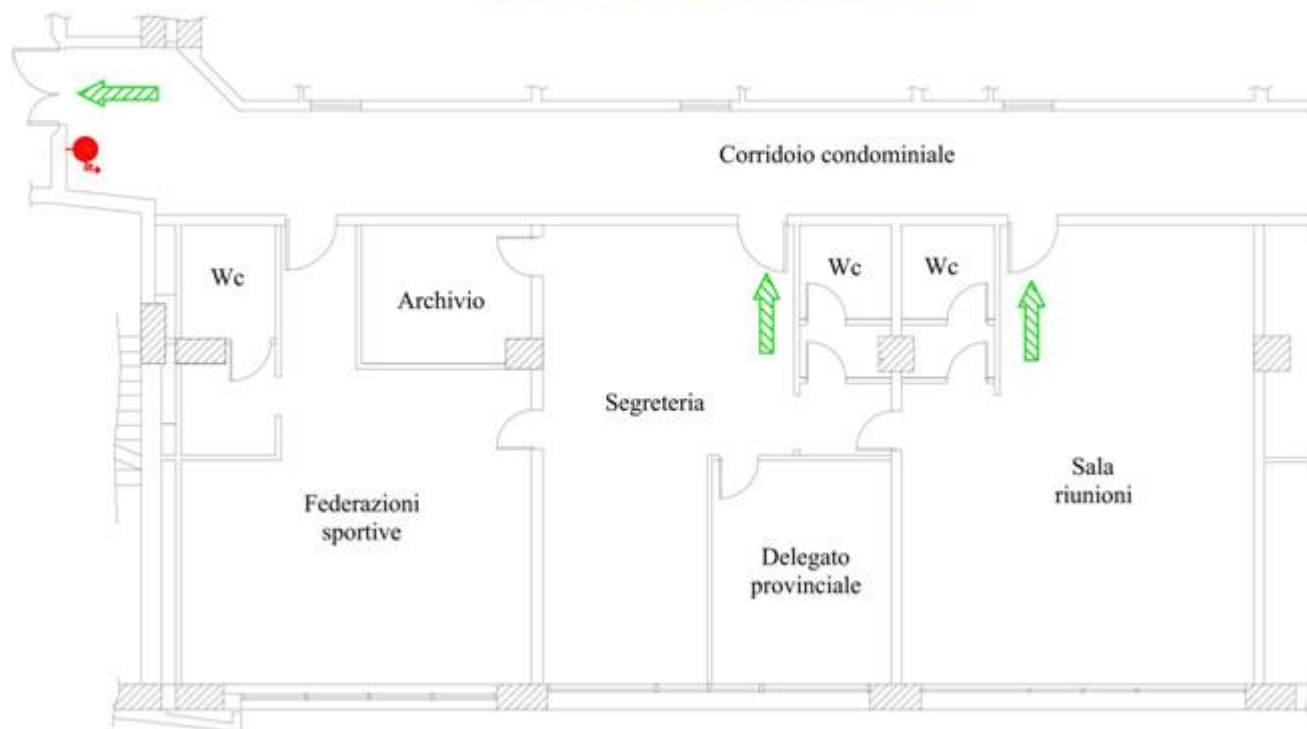 Corridoio condominiale
Wc
Archivio
Wc
Wc
Segreteria
Federazioni
sportive
Delegato
provinciale
Sala
riunioni